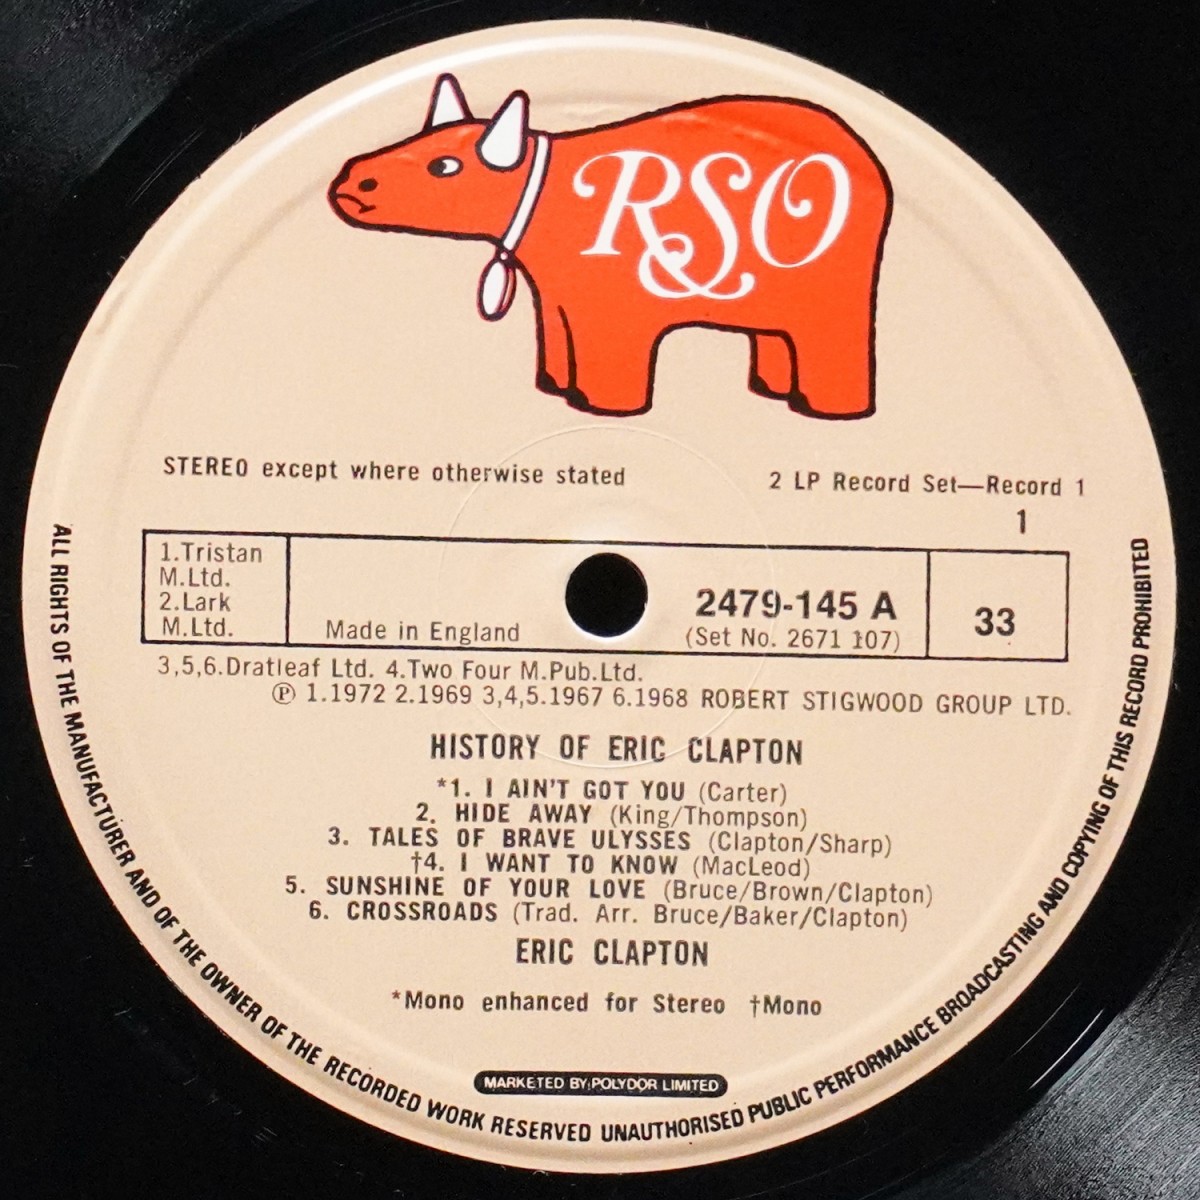 RSO
STEREO except where otherwise stated
2 LP Record Set—Record 1
1
1.Tristan
M.Ltd.
2.Lark
M.Ltd.
Made in England
2479-145 A
(Set No. 2671 107)
33
3,5,6.Dratleaf Ltd. 4.Two Four M.Pub.Ltd.
℗ 1.1972 2.1969 3,4,5.1967 6.1968 ROBERT STIGWOOD GROUP LTD.
HISTORY OF ERIC CLAPTON
*1. I AIN'T GOT YOU (Carter)
2. HIDE AWAY (King/Thompson)
3. TALES OF BRAVE ULYSSES (Clapton/Sharp)
†4. I WANT TO KNOW (MacLeod)
5. SUNSHINE OF YOUR LOVE (Bruce/Brown/Clapton)
6. CROSSROADS (Trad. Arr. Bruce/Baker/Clapton)
ERIC CLAPTON
*Mono enhanced for Stereo †Mono
MARKETED BY POLYDOR LIMITED
ALL RIGHTS OF THE MANUFACTURER AND OF THE OWNER OF THE RECORDED WORK RESERVED UNAUTHORISED PUBLIC PERFORMANCE BROADCASTING AND COPYING OF THIS RECORD PROHIBITED